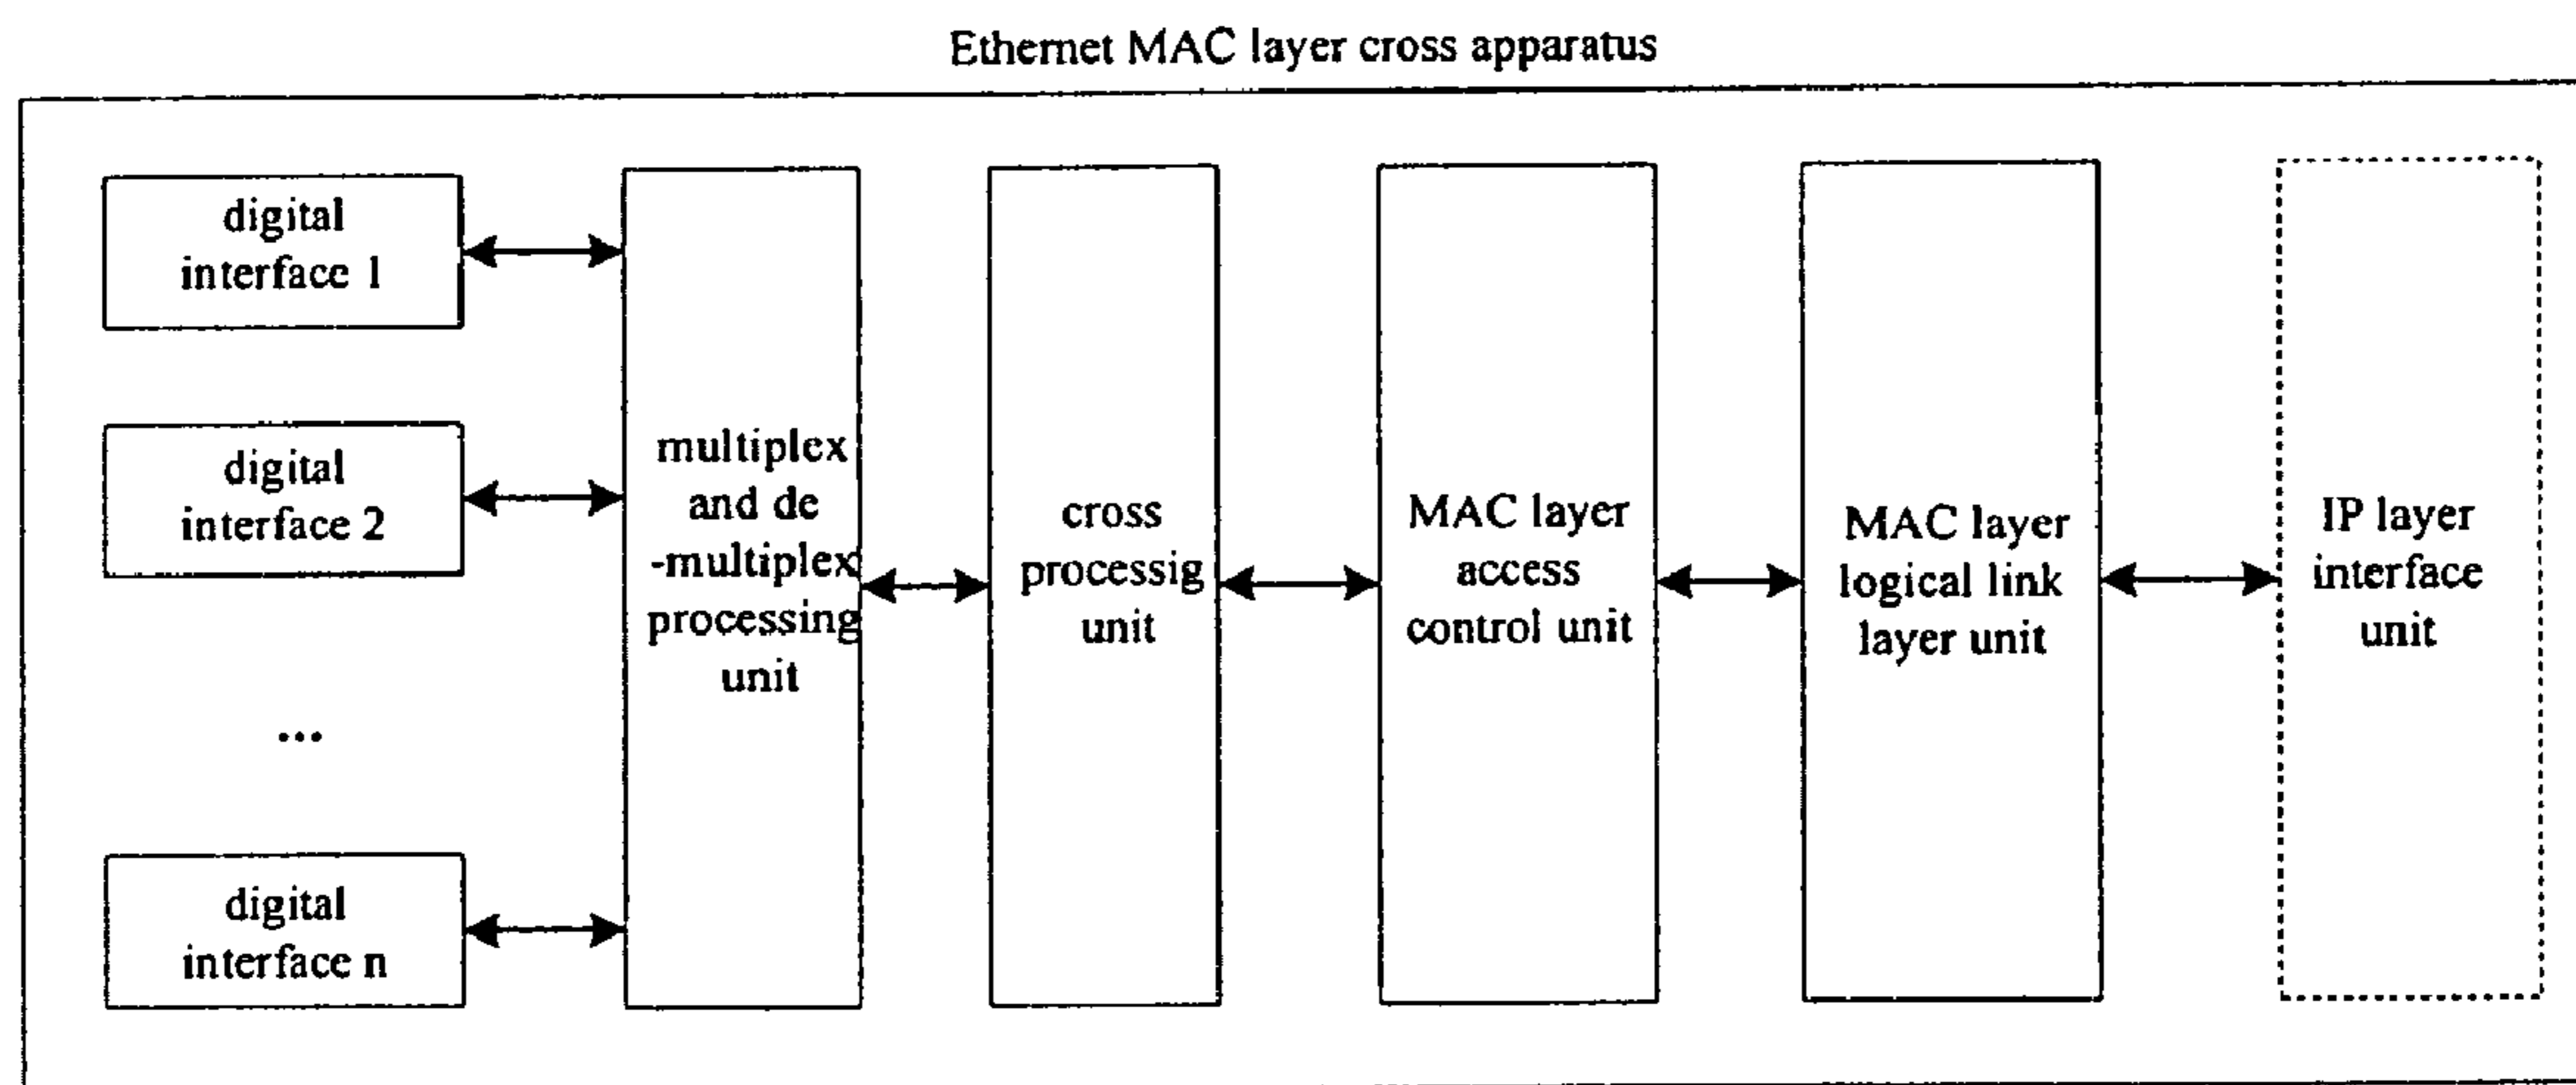 Ethernet MAC layer cross apparatus
digital
interface 1
digital
interface 2
...
digital
interface n
multiplex
and de
-multiplex
processing
unit
cross
processig
unit
MAC layer
access
control unit
MAC layer
logical link
layer unit
IP layer
interface
unit